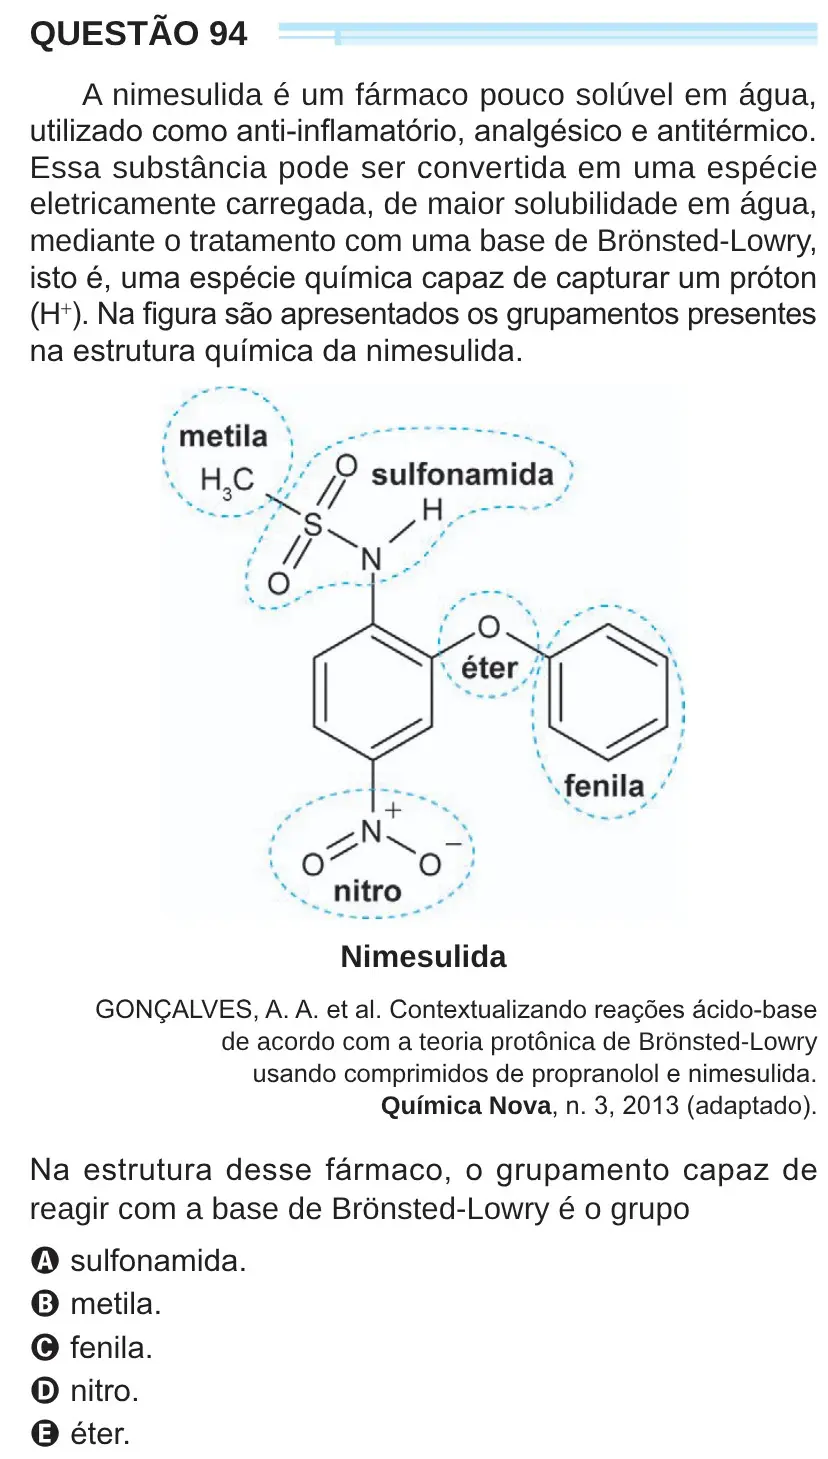 QUESTÃO 94
A nimesulida é um fármaco pouco solúvel em água,
utilizado como anti-inflamatório, analgésico e antitérmico.
Essa substância pode ser convertida em uma espécie
eletricamente carregada, de maior solubilidade em água,
mediante o tratamento com uma base de Brönsted-Lowry,
isto é, uma espécie química capaz de capturar um próton
(H⁺). Na figura são apresentados os grupamentos presentes
na estrutura química da nimesulida.
metila
H₃C
O
sulfonamida
H
S
N
O
O
éter
fenila
N
+
O
O
−
nitro
Nimesulida
GONÇALVES, A. A. et al. Contextualizando reações ácido-base
de acordo com a teoria protônica de Brönsted-Lowry
usando comprimidos de propranolol e nimesulida.
Química Nova, n. 3, 2013 (adaptado).
Na estrutura desse fármaco, o grupamento capaz de
reagir com a base de Brönsted-Lowry é o grupo
A sulfonamida.
B metila.
C fenila.
D nitro.
E éter.